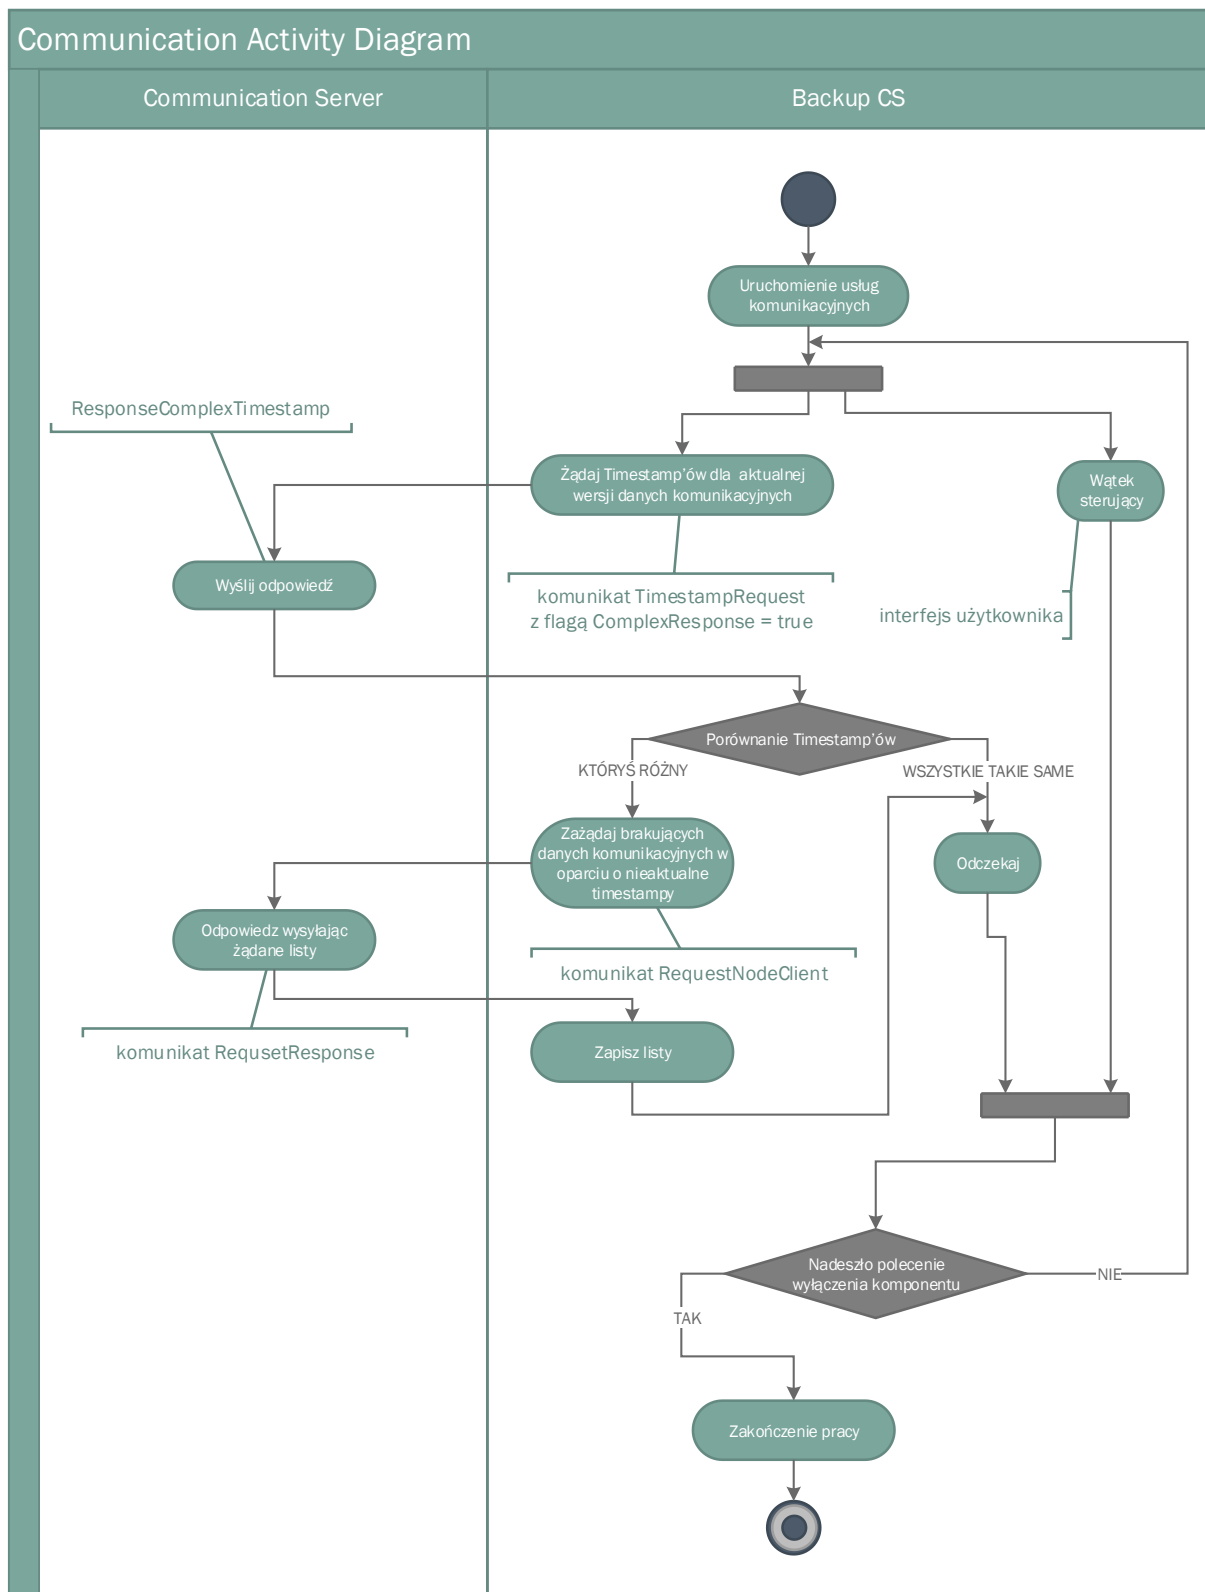 Communication Activity Diagram
Communication Server
Backup CS
Uruchomienie usług
komunikacyjnych
ResponseComplexTimestamp
Żądaj Timestamp'ów dla aktualnej
wersji danych komunikacyjnych
Wątek
sterujący
Wyślij odpowiedź
komunikat TimestampRequest
z flagą ComplexResponse = true
interfejs użytkownika
Porównanie Timestamp'ów
KTÓRYŚ RÓŻNY
WSZYSTKIE TAKIE SAME
Zażądaj brakujących
danych komunikacyjnych w
oparciu o nieaktualne
timestampy
Odczekaj
Odpowiedz wysyłając
żądane listy
komunikat RequestNodeClient
komunikat RequsetResponse
Zapisz listy
Nadeszło polecenie
wyłączenia komponentu
NIE
TAK
Zakończenie pracy